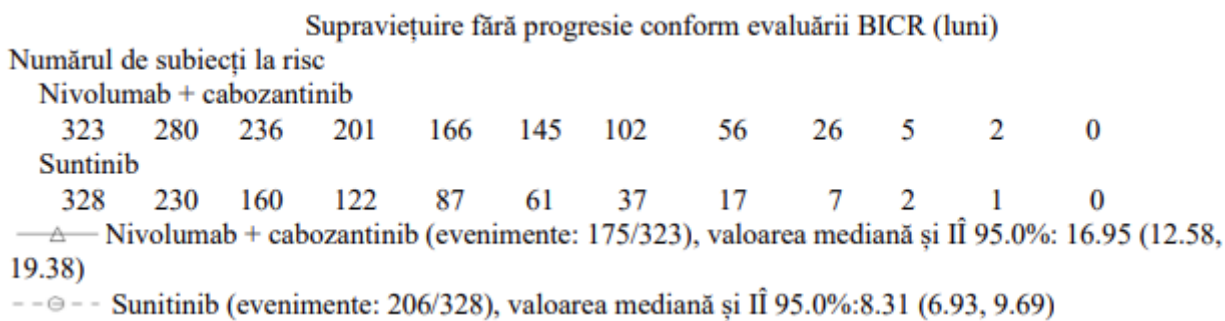 Supraviețuire fără progresie conform evaluării BICR (luni)
Numărul de subiecți la risc
Nivolumab + cabozantinib
323 280 236 201 166 145 102 56 26 5 2 0
Suntinib
328 230 160 122 87 61 37 17 7 2 1 0
Nivolumab + cabozantinib (evenimente: 175/323), valoarea mediană și IÎ 95.0%: 16.95 (12.58,
19.38)
Sunitinib (evenimente: 206/328), valoarea mediană și IÎ 95.0%:8.31 (6.93, 9.69)